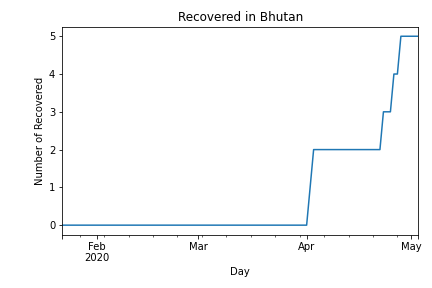 Recovered in Bhutan
Number of Recovered
5
4
3
2
1
0
Feb
2020
Mar
Apr
May
Day